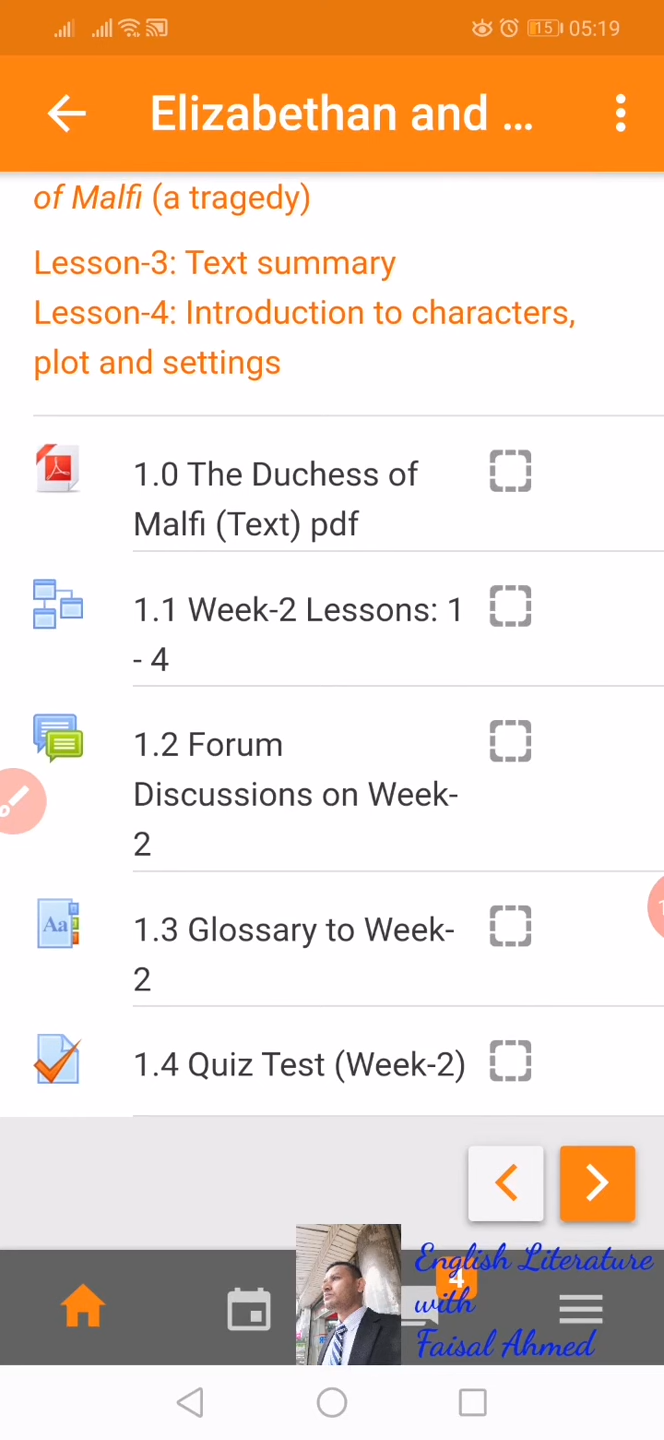 15 05:19
Elizabethan and ...
of Malfi (a tragedy)
Lesson-3: Text summary
Lesson-4: Introduction to characters,
plot and settings
1.0 The Duchess of
Malfi (Text) pdf
1.1 Week-2 Lessons: 1
- 4
1.2 Forum
Discussions on Week-
2
Aa
1.3 Glossary to Week-
2
1.4 Quiz Test (Week-2)
4
English Literature
with
Faisal Ahmed